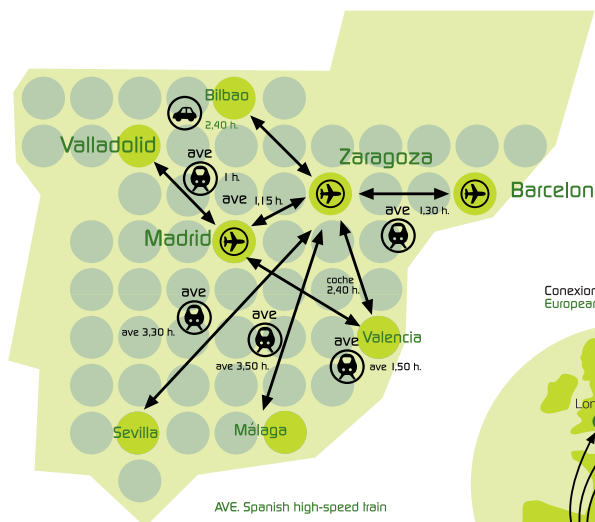 Bilbao
2,40 h.
Valladolid
ave
1 h.
Zaragoza
ave 1,15 h.
Barcelon
ave 1,30 h.
Madrid
coche
2,40 h.
Conexion
European
ave
ave 3,30 h.
ave
ave 3,50 h.
Valencia
ave
ave 1,50 h.
Lon
Sevilla
Málaga
AVE. Spanish high-speed train